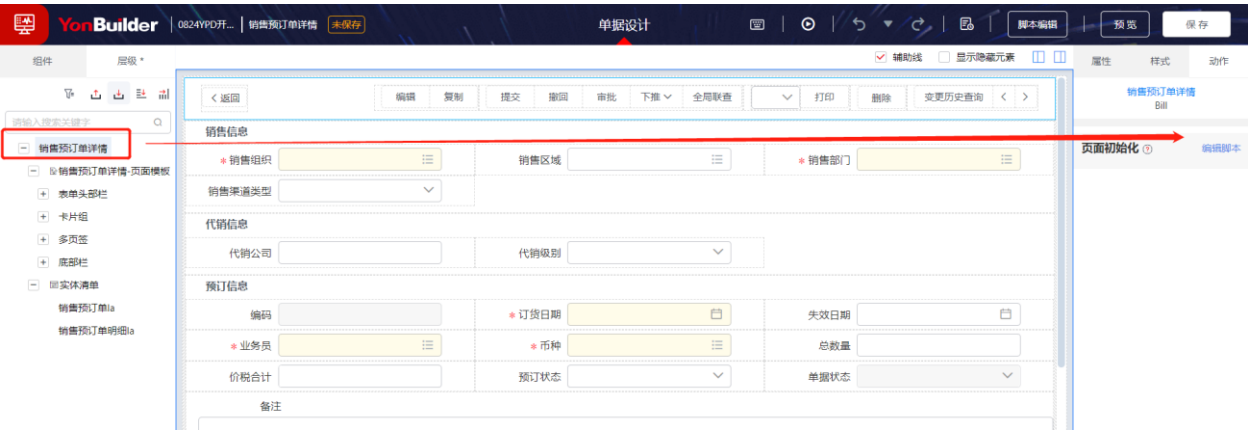 YonBuilder 0824YPD开... 销售预订单详情 未保存 单据设计 脚本编辑 预览 保存
组件 层级 * 辅助线 显示隐藏元素 属性 样式 动作
请输入搜索关键字
销售预订单详情
销售预订单详情-页面模板
表单头部栏
卡片组
多页签
底部栏
实体清单
销售预订单la
销售预订单明细la
返回 编辑 复制 提交 撤回 审批 下推 全局联查 打印 删除 变更历史查询
销售信息
* 销售组织 销售区域 * 销售部门
销售渠道类型
代销信息
代销公司 代销级别
预订信息
编码 * 订货日期 失效日期
* 业务员 * 币种 总数量
价税合计 预订状态 单据状态
备注
销售预订单详情
Bill
页面初始化 编辑脚本